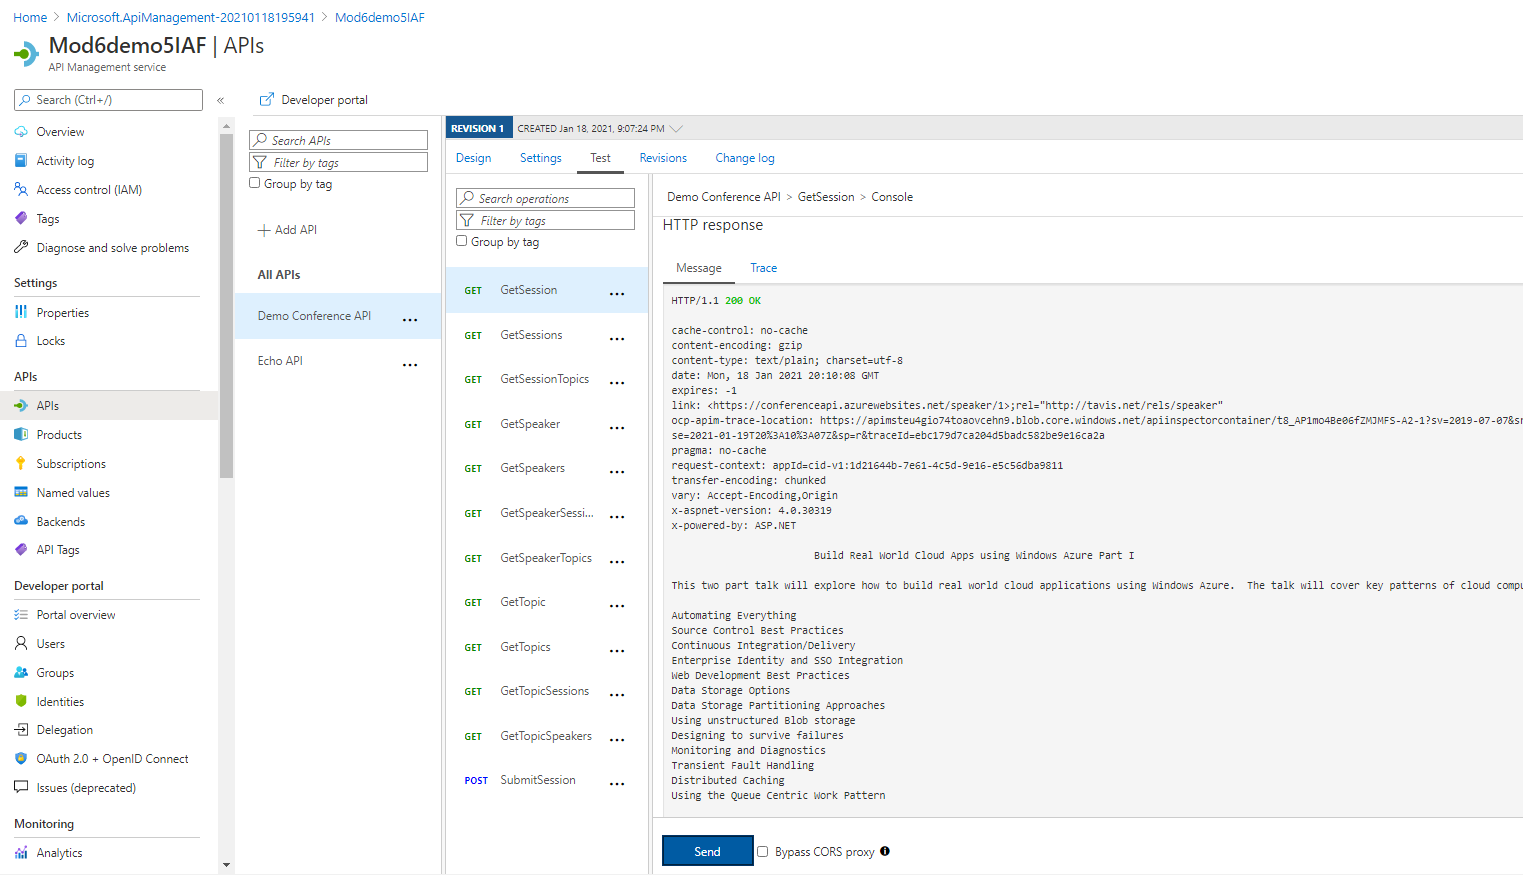 Home > Microsoft.ApiManagement-20210118195941 > Mod6demo5IAF
Mod6demo5IAF | APIs
API Management service
Search (Ctrl+/)
«
Overview
Activity log
Access control (IAM)
Tags
Diagnose and solve problems
Settings
Properties
Locks
APIs
APIs
Products
Subscriptions
Named values
Backends
API Tags
Developer portal
Portal overview
Users
Groups
Identities
Delegation
OAuth 2.0 + OpenID Connect
Issues (deprecated)
Monitoring
Analytics
Developer portal
Search APIs
Filter by tags
Group by tag
+ Add API
All APIs
Demo Conference API ...
Echo API ...
REVISION 1 CREATED Jan 18, 2021, 9:07:24 PM
Design Settings Test Revisions Change log
Search operations
Filter by tags
Group by tag
GET GetSession ...
GET GetSessions ...
GET GetSessionTopics ...
GET GetSpeaker ...
GET GetSpeakers ...
GET GetSpeakerSessi... ...
GET GetSpeakerTopics ...
GET GetTopic ...
GET GetTopics ...
GET GetTopicSessions ...
GET GetTopicSpeakers ...
POST SubmitSession ...
Demo Conference API > GetSession > Console
HTTP response
Message Trace
HTTP/1.1 200 OK
cache-control: no-cache
content-encoding: gzip
content-type: text/plain; charset=utf-8
date: Mon, 18 Jan 2021 20:10:08 GMT
expires: -1
link: <https://conferenceapi.azurewebsites.net/speaker/1>;rel="http://tavis.net/rels/speaker"
ocp-apim-trace-location: https://apimsteu4gio74toaovcehn9.blob.core.windows.net/apiinspectorcontainer/t8_AP1mo4Be06fZMJMFS-A2-1?sv=2019-07-07&sr
se=2021-01-19T20%3A10%3A07Z&sp=r&traceId=ebc179d7ca204d5badc582be9e16ca2a
pragma: no-cache
request-context: appId=cid-v1:1d21644b-7e61-4c5d-9e16-e5c56dba9811
transfer-encoding: chunked
vary: Accept-Encoding,Origin
x-aspnet-version: 4.0.30319
x-powered-by: ASP.NET
Build Real World Cloud Apps using Windows Azure Part I
This two part talk will explore how to build real world cloud applications using Windows Azure. The talk will cover key patterns of cloud compu
Automating Everything
Source Control Best Practices
Continuous Integration/Delivery
Enterprise Identity and SSO Integration
Web Development Best Practices
Data Storage Options
Data Storage Partitioning Approaches
Using unstructured Blob storage
Designing to survive failures
Monitoring and Diagnostics
Transient Fault Handling
Distributed Caching
Using the Queue Centric Work Pattern
Send Bypass CORS proxy